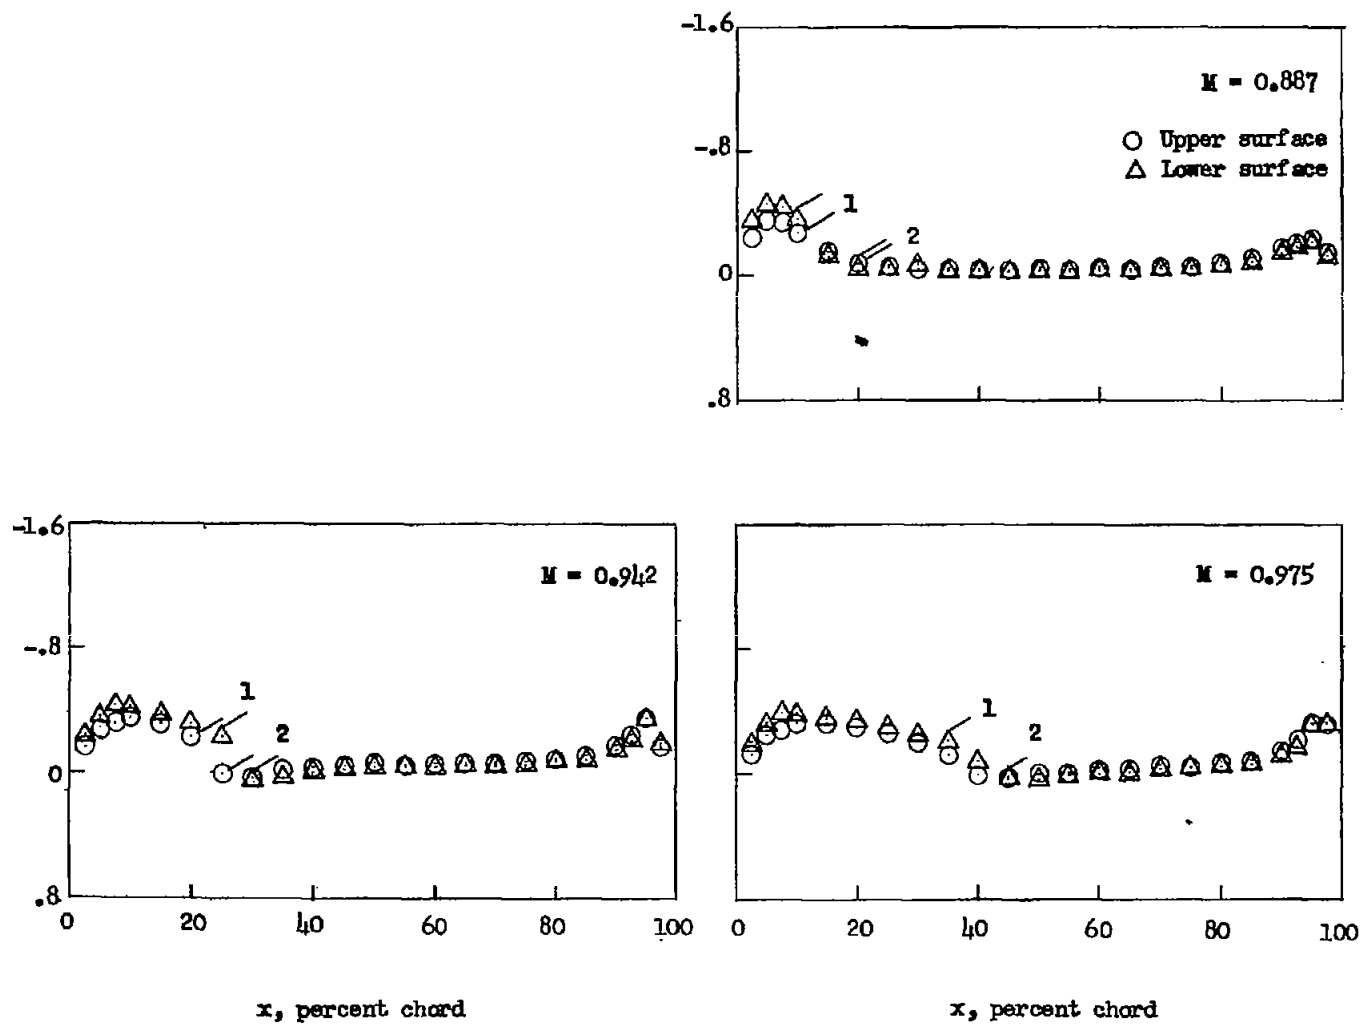 -1.6
M = 0.887
-.8
Upper surface
Lower surface
1
2
0
.8
-1.6
M = 0.942
M = 0.975
-.8
1
2
1
2
0
.8
0 20 40 60 80 100
0 20 40 60 80 100
x, percent chord
x, percent chord